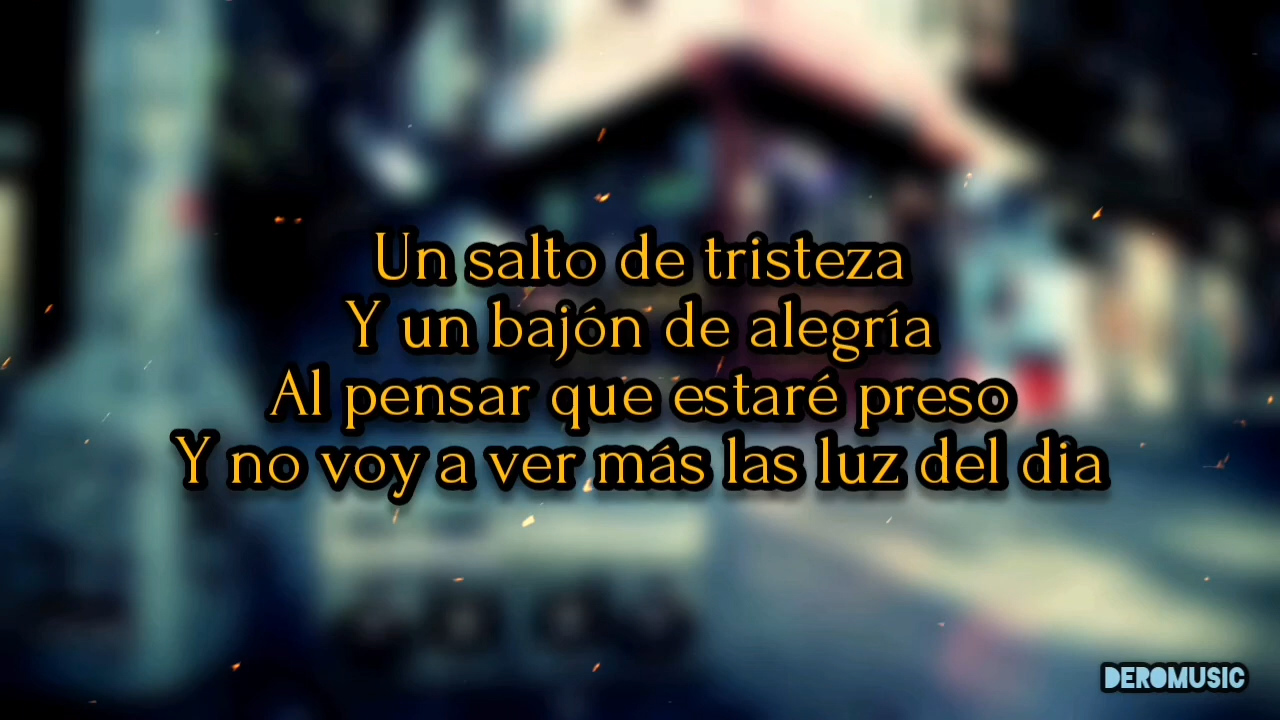 Un salto de tristeza
Y un bajón de alegría
Al pensar que estaré preso
Y no voy a ver más las luz del dia
DEROMUSIC